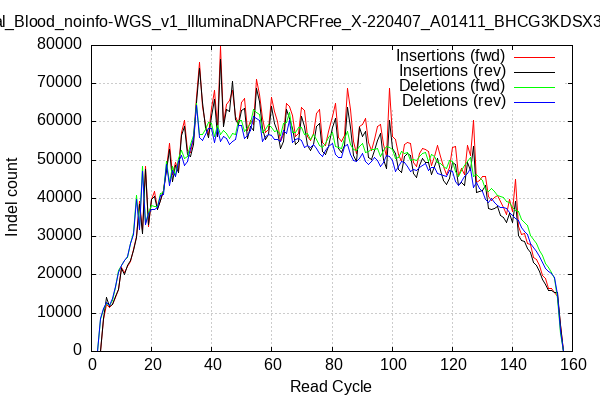 al_Blood_noinfo-WGS_v1_IlluminaDNAPCRFree_X-220407_A01411_BHCG3KDSX3
Insertions (fwd)
Insertions (rev)
Deletions (fwd)
Deletions (rev)
80000
70000
60000
50000
40000
30000
20000
10000
0
Indel count
0 20 40 60 80 100 120 140 160
Read Cycle